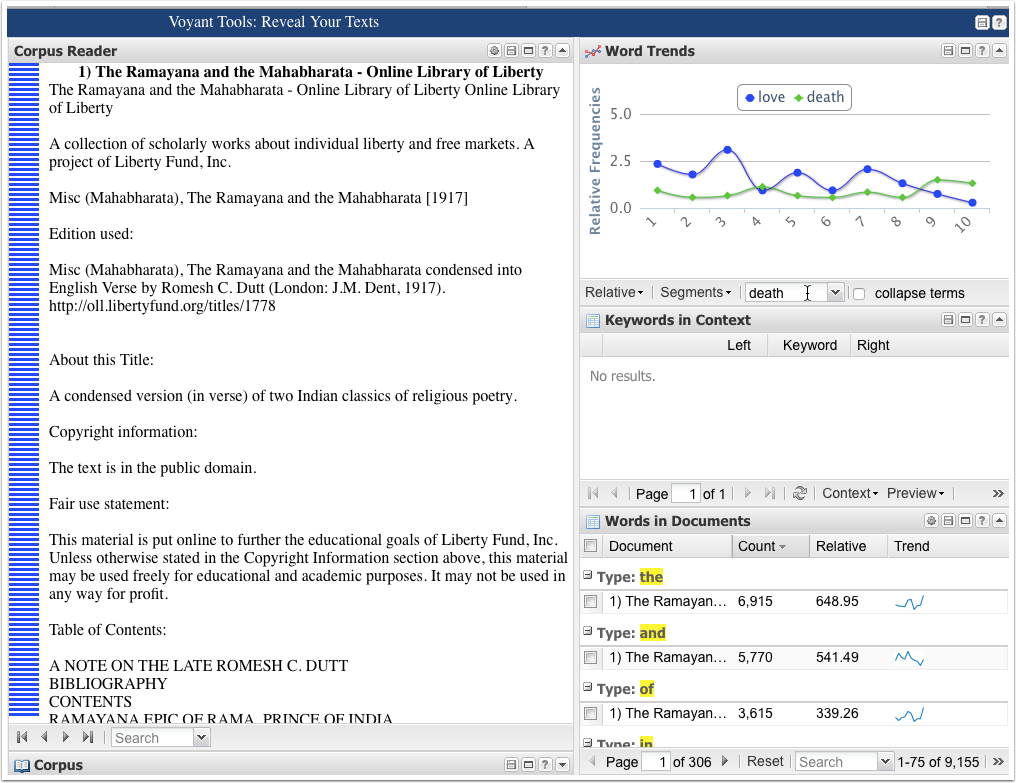 Voyant Tools: Reveal Your Texts
Corpus Reader
1) The Ramayana and the Mahabharata - Online Library of Liberty
The Ramayana and the Mahabharata - Online Library of Liberty Online Library
of Liberty
A collection of scholarly works about individual liberty and free markets. A
project of Liberty Fund, Inc.
Misc (Mahabharata), The Ramayana and the Mahabharata [1917]
Edition used:
Misc (Mahabharata), The Ramayana and the Mahabharata condensed into
English Verse by Romesh C. Dutt (London: J.M. Dent, 1917).
http://oll.libertyfund.org/titles/1778
About this Title:
A condensed version (in verse) of two Indian classics of religious poetry.
Copyright information:
The text is in the public domain.
Fair use statement:
This material is put online to further the educational goals of Liberty Fund, Inc.
Unless otherwise stated in the Copyright Information section above, this material
may be used freely for educational and academic purposes. It may not be used in
any way for profit.
Table of Contents:
A NOTE ON THE LATE ROMESH C. DUTT
BIBLIOGRAPHY
CONTENTS
RAMAYANA EPIC OF RAMA, PRINCE OF INDIA
Search
Corpus
Word Trends
love death
Relative Frequencies
5.0
2.5
0.0
1 2 3 4 5 6 7 8 9 10
Relative Segments death collapse terms
Keywords in Context
Left Keyword Right
No results.
Page 1 of 1 Context Preview »
Words in Documents
Document Count Relative Trend
Type: the
1) The Ramayan... 6,915 648.95
Type: and
1) The Ramayan... 5,770 541.49
Type: of
1) The Ramayan... 3,615 339.26
Type: in
Page 1 of 306 Reset Search 1-75 of 9,155 »